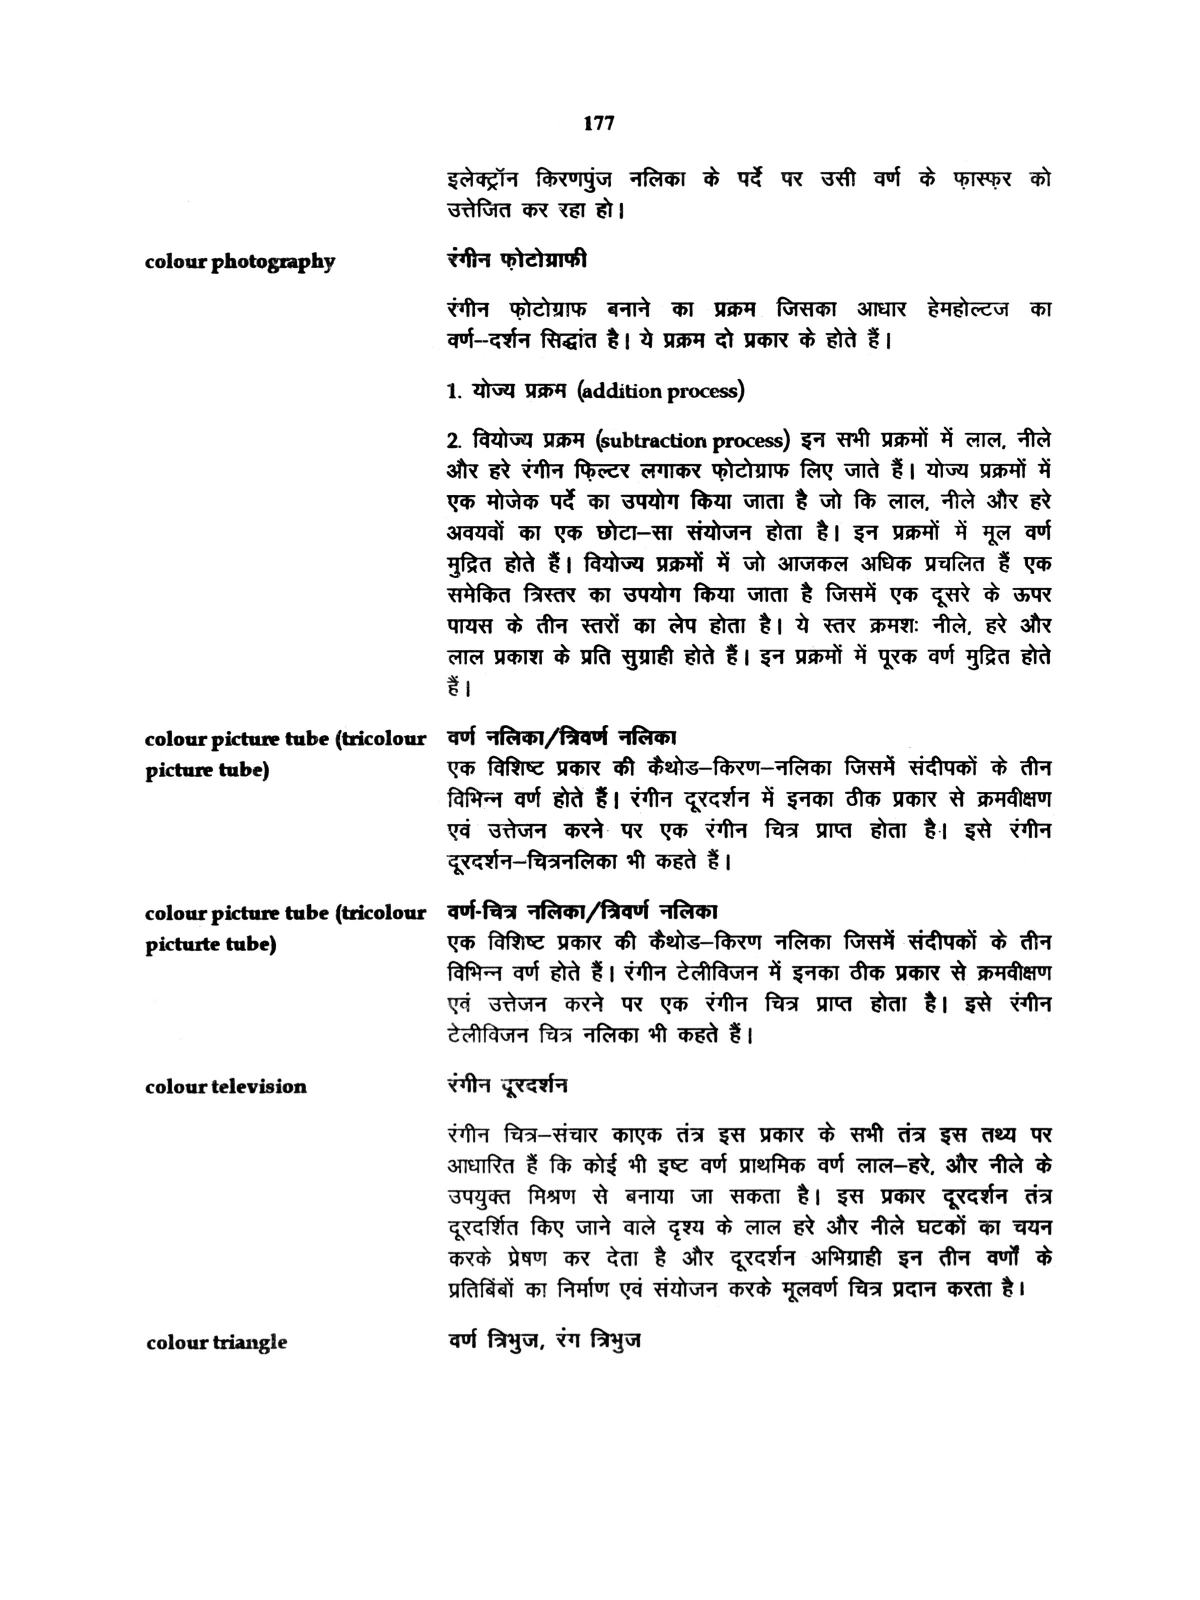 177
इलेक्ट्रॉन किरणपुंज नलिका के पर्दे पर उसी वर्ण के फ़ास्फ़र को
उत्तेजित कर रहा हो।
colour photography रंगीन फ़ोटोग्राफी
रंगीन फ़ोटोग्राफ बनाने का प्रक्रम जिसका आधार हेमहोल्टज का
वर्ण--दर्शन सिद्धांत है। ये प्रक्रम दो प्रकार के होते हैं।
1. योज्य प्रक्रम (addition process)
2. वियोज्य प्रक्रम (subtraction process) इन सभी प्रक्रमों में लाल, नीले
और हरे रंगीन फ़िल्टर लगाकर फ़ोटोग्राफ लिए जाते हैं। योज्य प्रक्रमों में
एक मोजेक पर्दे का उपयोग किया जाता है जो कि लाल, नीले और हरे
अवयवों का एक छोटा–सा संयोजन होता है। इन प्रक्रमों में मूल वर्ण
मुद्रित होते हैं। वियोज्य प्रक्रमों में जो आजकल अधिक प्रचलित हैं एक
समेकित त्रिस्तर का उपयोग किया जाता है जिसमें एक दूसरे के ऊपर
पायस के तीन स्तरों का लेप होता है। ये स्तर क्रमशः नीले, हरे और
लाल प्रकाश के प्रति सुग्राही होते हैं। इन प्रक्रमों में पूरक वर्ण मुद्रित होते
हैं।
colour picture tube (tricolour वर्ण नलिका/त्रिवर्ण नलिका
picture tube) एक विशिष्ट प्रकार की कैथोड–किरण–नलिका जिसमें संदीपकों के तीन
विभिन्न वर्ण होते हैं। रंगीन दूरदर्शन में इनका ठीक प्रकार से क्रमवीक्षण
एवं उत्तेजन करने पर एक रंगीन चित्र प्राप्त होता है। इसे रंगीन
दूरदर्शन–चित्रनलिका भी कहते हैं।
colour picture tube (tricolour वर्ण-चित्र नलिका/त्रिवर्ण नलिका
picturte tube) एक विशिष्ट प्रकार की कैथोड–किरण नलिका जिसमें संदीपकों के तीन
विभिन्न वर्ण होते हैं। रंगीन टेलीविजन में इनका ठीक प्रकार से क्रमवीक्षण
एवं उत्तेजन करने पर एक रंगीन चित्र प्राप्त होता है। इसे रंगीन
टेलीविजन चित्र नलिका भी कहते हैं।
colour television रंगीन दूरदर्शन
रंगीन चित्र–संचार काएक तंत्र इस प्रकार के सभी तंत्र इस तथ्य पर
आधारित हैं कि कोई भी इष्ट वर्ण प्राथमिक वर्ण लाल–हरे, और नीले के
उपयुक्त मिश्रण से बनाया जा सकता है। इस प्रकार दूरदर्शन तंत्र
दूरदर्शित किए जाने वाले दृश्य के लाल हरे और नीले घटकों का चयन
करके प्रेषण कर देता है और दूरदर्शन अभिग्राही इन तीन वर्णों के
प्रतिबिंबों का निर्माण एवं संयोजन करके मूलवर्ण चित्र प्रदान करता है।
colour triangle वर्ण त्रिभुज, रंग त्रिभुज